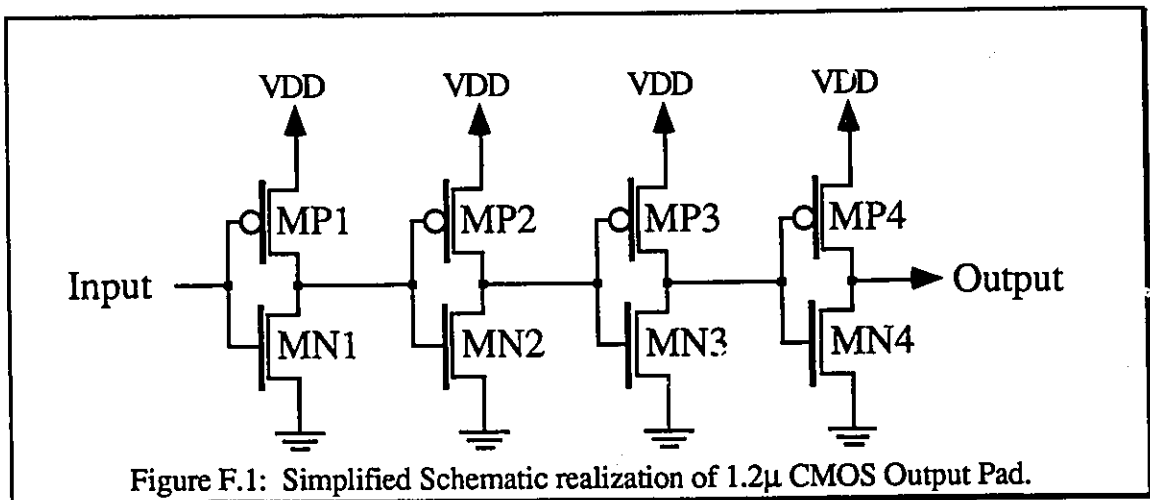 VDD VDD VDD VDD
MP1 MP2 MP3 MP4
Input Output
MN1 MN2 MN3 MN4
Figure F.1: Simplified Schematic realization of 1.2µ CMOS Output Pad.